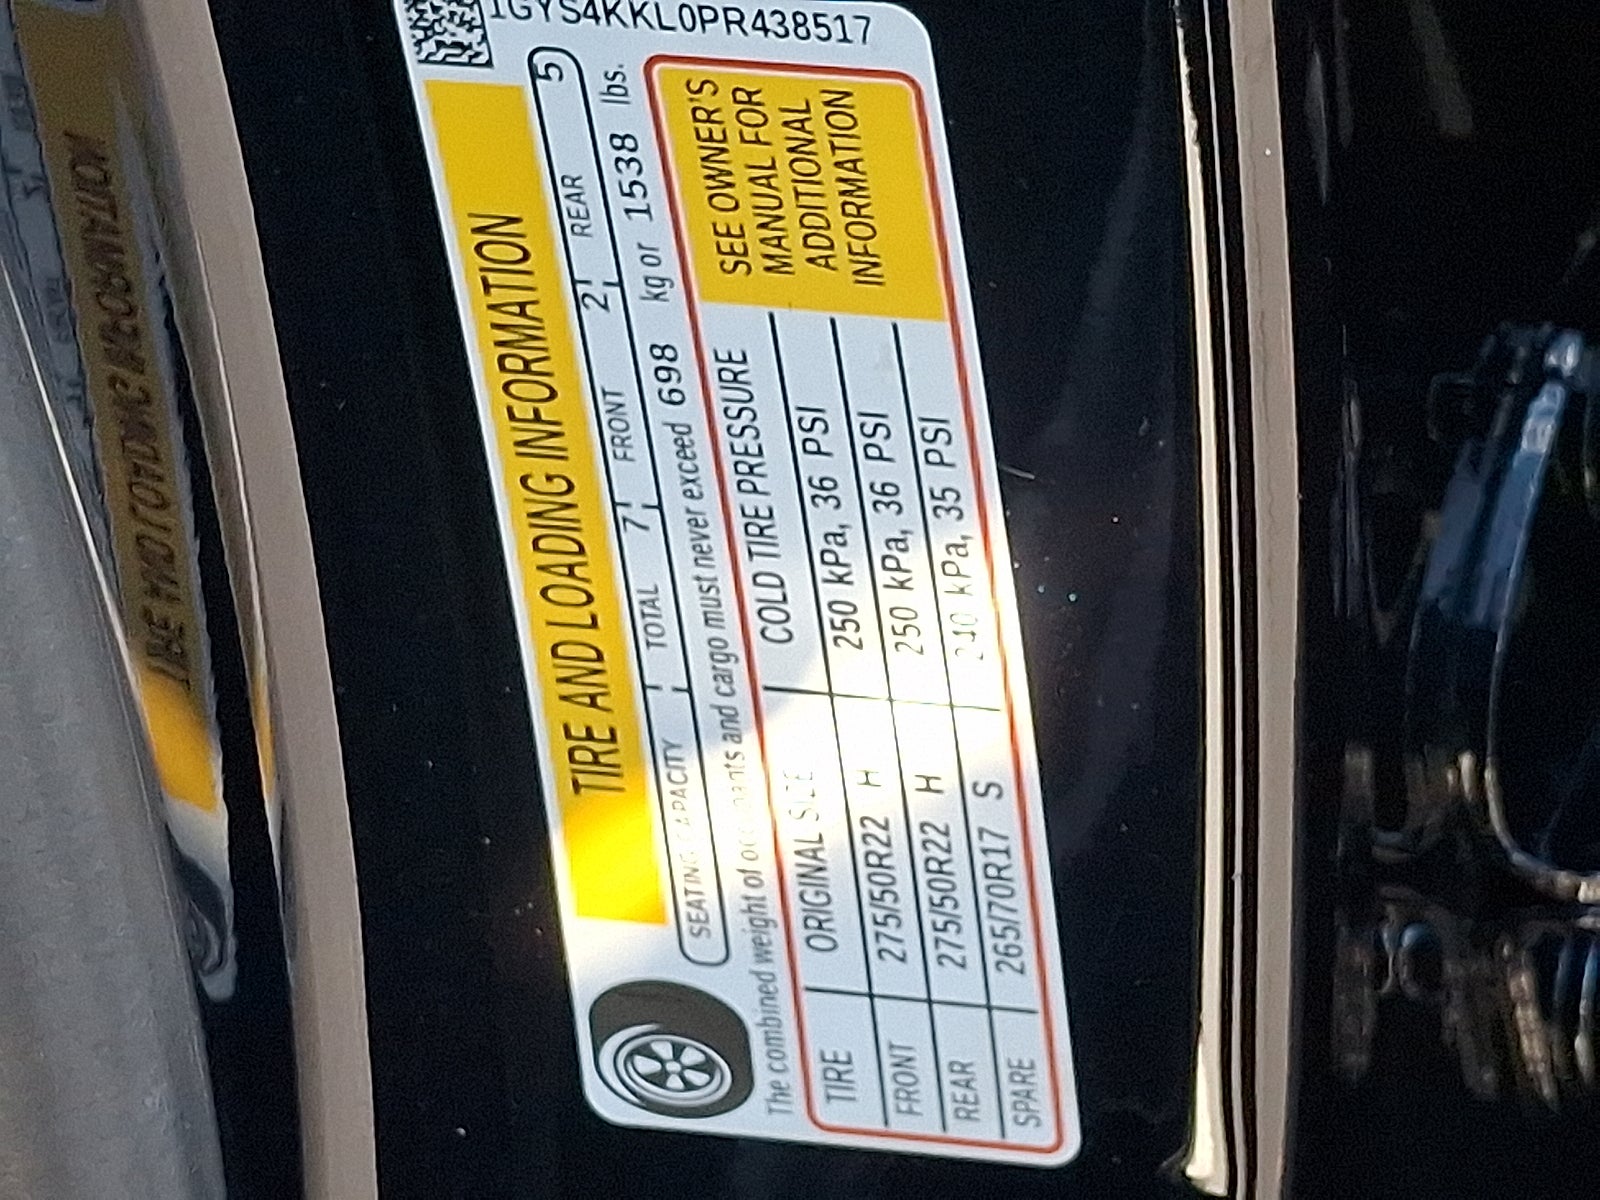 1GYS4KKL0PR438517
TIRE AND LOADING INFORMATION
SEATING CAPACITY TOTAL 7 FRONT 2 REAR 5
The combined weight of occupants and cargo must never exceed 698 kg or 1538 lbs.
TIRE ORIGINAL SIZE COLD TIRE PRESSURE
FRONT 275/50R22 H 250 kPa, 36 PSI
REAR 275/50R22 H 250 kPa, 36 PSI
SPARE 265/70R17 S 240 kPa, 35 PSI
SEE OWNER'S
MANUAL FOR
ADDITIONAL
INFORMATION